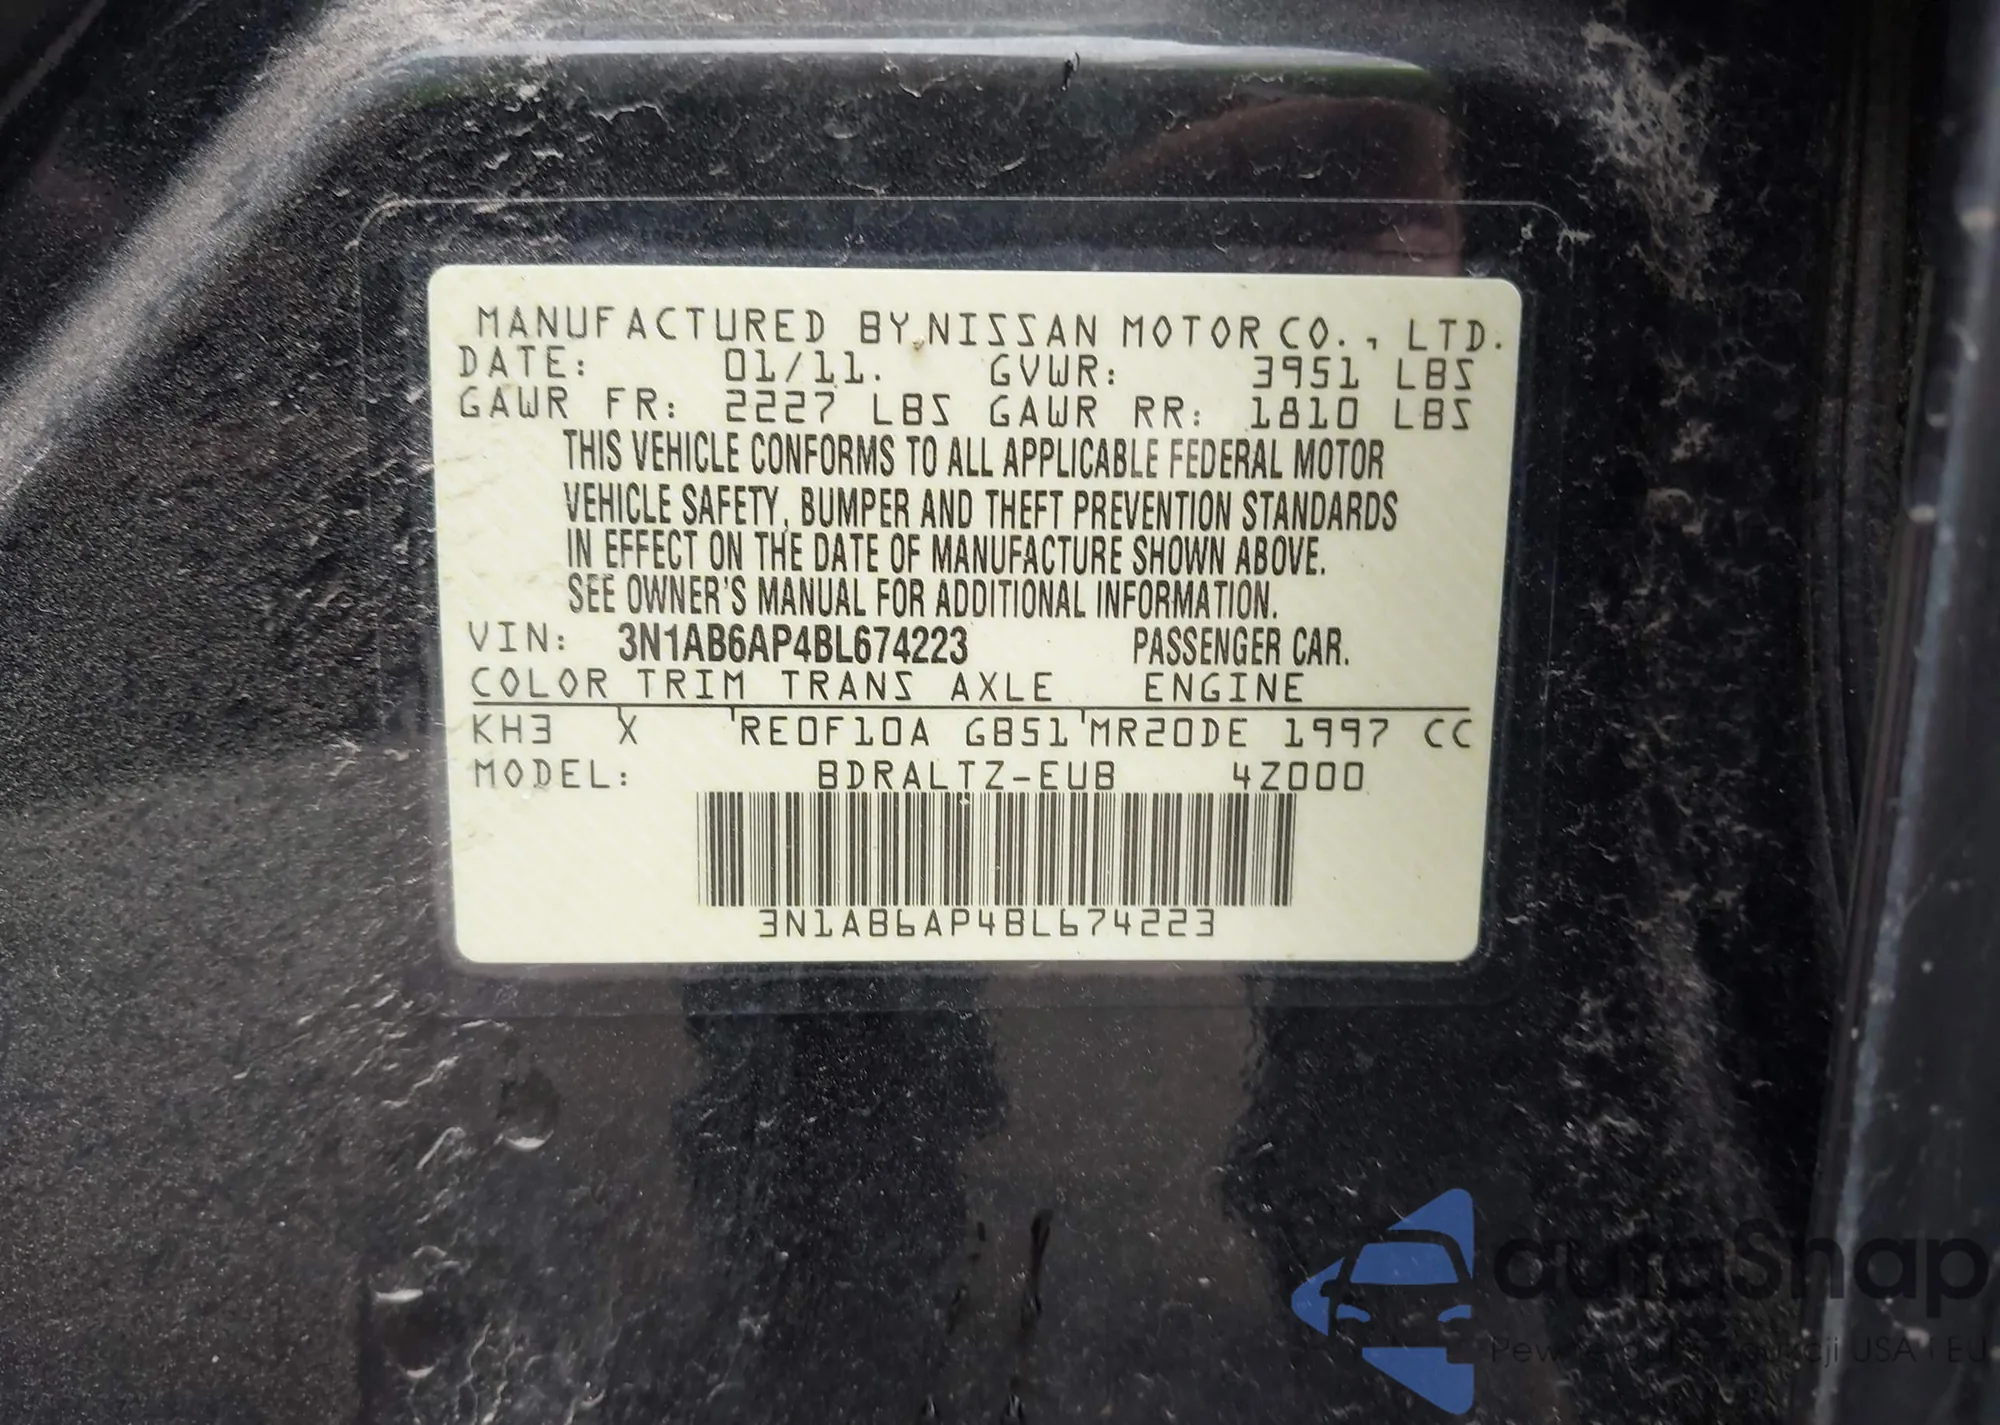 MANUFACTURED BY NISSAN MOTOR CO., LTD.
DATE: 01/11. GVWR: 3951 LBS
GAWR FR: 2227 LBS GAWR RR: 1810 LBS
THIS VEHICLE CONFORMS TO ALL APPLICABLE FEDERAL MOTOR
VEHICLE SAFETY, BUMPER AND THEFT PREVENTION STANDARDS
IN EFFECT ON THE DATE OF MANUFACTURE SHOWN ABOVE.
SEE OWNER'S MANUAL FOR ADDITIONAL INFORMATION.
VIN: 3N1AB6AP4BL674223 PASSENGER CAR.
COLOR TRIM TRANS AXLE ENGINE
KH3 X RE0F10A GB51 MR20DE 1997 CC
MODEL: BDRALTZ-EUB 4Z000
3N1AB6AP4BL674223
autaSnap
USA i EU